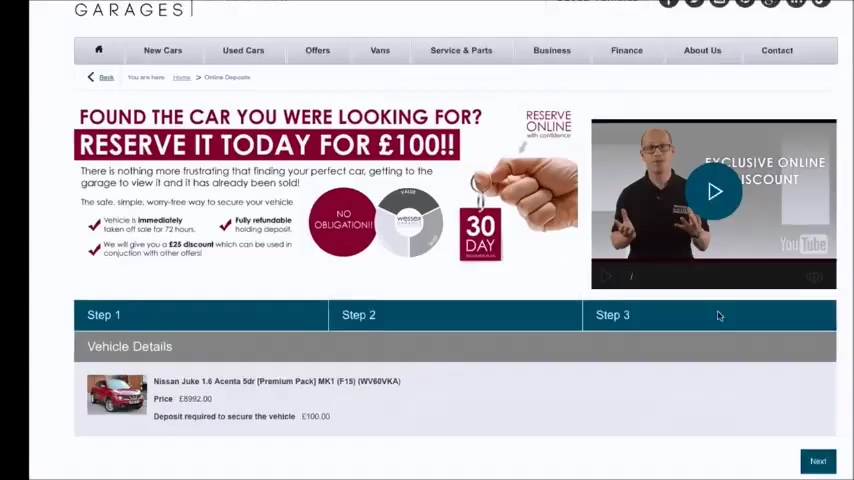 GARAGES
New Cars Used Cars Offers Vans Service & Parts Business Finance About Us Contact
Back You are here: Home > Online Deposits
FOUND THE CAR YOU WERE LOOKING FOR?
RESERVE IT TODAY FOR £100!!
There is nothing more frustrating that finding your perfect car, getting to the
garage to view it and it has already been sold!
The safe, simple, worry-free way to secure your vehicle
Vehicle is immediately
taken off sale for 72 hours.
Fully refundable
holding deposit.
We will give you a £25 discount which can be used in
conjuction with other offers!
NO
OBLIGATION!!
VALUE
wessex
RESERVE
ONLINE
with confidence
30
DAY
EXCLUSIVE ONLINE
DISCOUNT
YouTube
Step 1 Step 2 Step 3
Vehicle Details
Nissan Juke 1.6 Acenta 5dr [Premium Pack] MK1 (F15) (WV60VKA)
Price £8992.00
Deposit required to secure the vehicle £100.00
Next